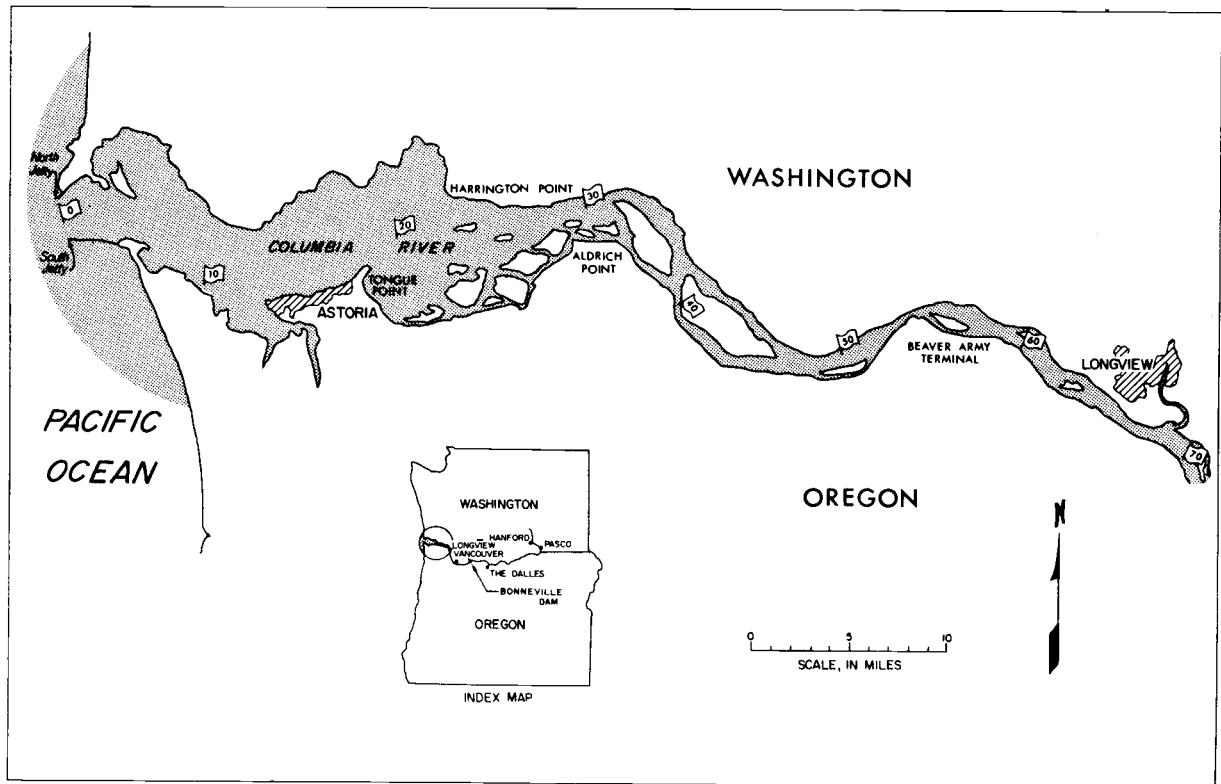 North
Jetty
0
South
Jetty
10
COLUMBIA RIVER
20
HARRINGTON POINT
30
WASHINGTON
TONGUE
POINT
ASTORIA
ALDRICH
POINT
40
50
BEAVER ARMY
TERMINAL
60
LONGVIEW
70
PACIFIC
OCEAN
OREGON
N
WASHINGTON
HANFORD
PASCO
LONGVIEW
VANCOUVER
THE DALLES
BONNEVILLE
DAM
OREGON
INDEX MAP
0 5 10
SCALE, IN MILES